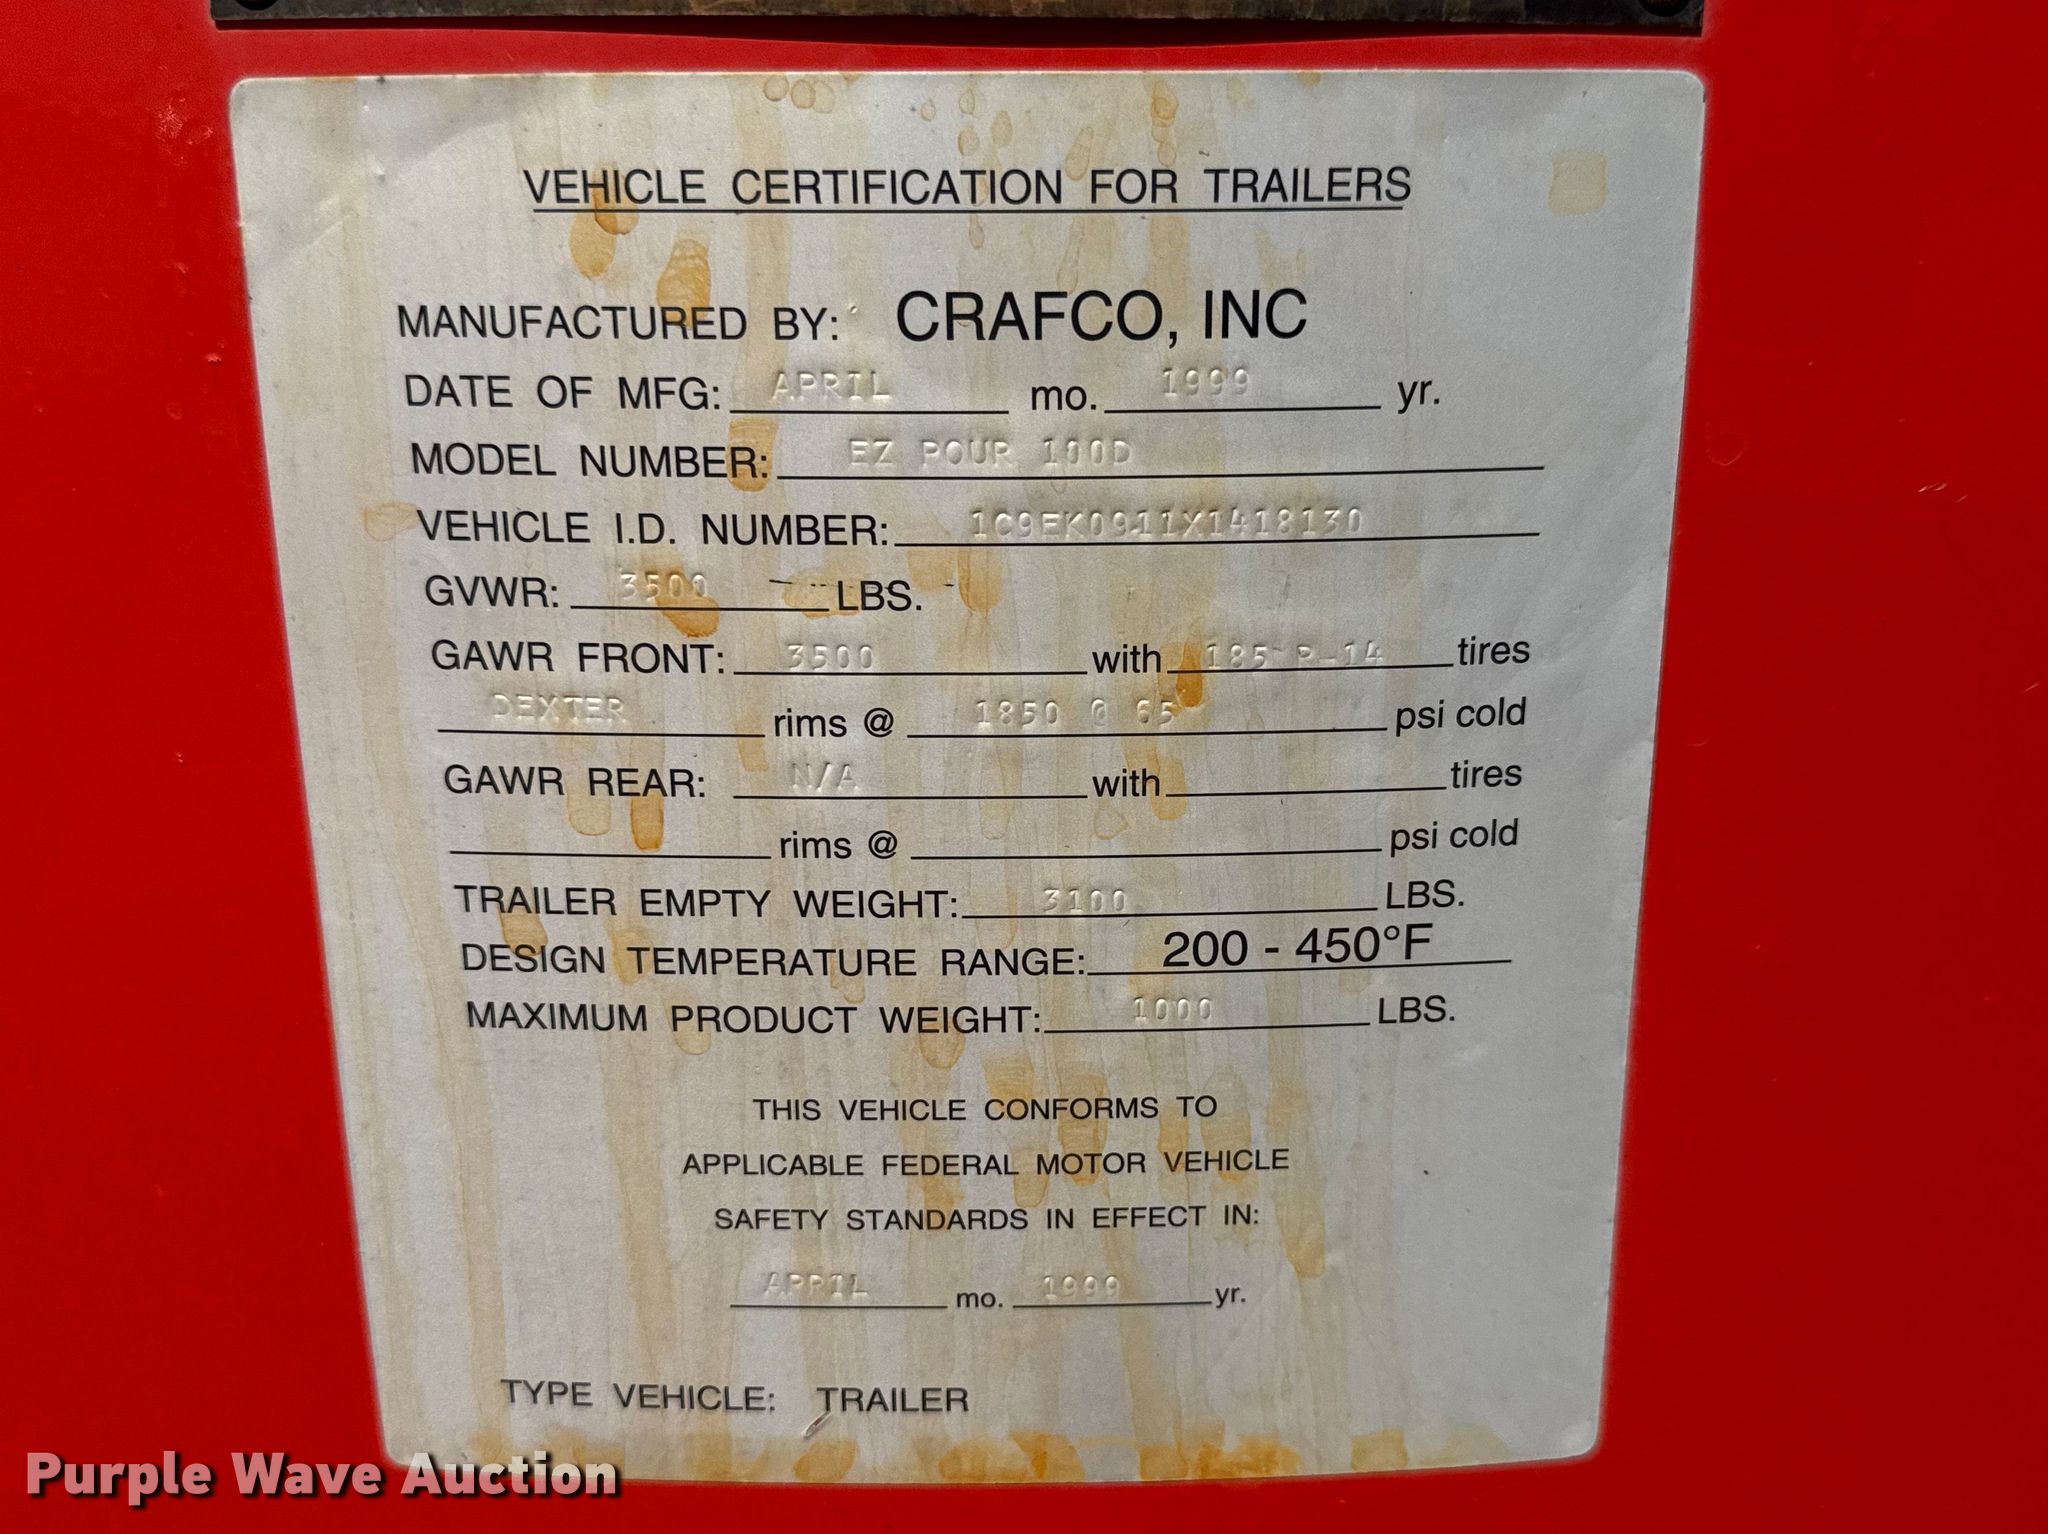 VEHICLE CERTIFICATION FOR TRAILERS
MANUFACTURED BY: CRAFCO, INC
DATE OF MFG: APRIL mo. 1999 yr.
MODEL NUMBER: EZ POUR 100D
VEHICLE I.D. NUMBER: 1C9EK0911X1418130
GVWR: 3500 LBS.
GAWR FRONT: 3500 with 185 R-14 tires
DEXTER rims @ 1850 @ 65 psi cold
GAWR REAR: N/A with tires
rims @ psi cold
TRAILER EMPTY WEIGHT: 3100 LBS.
DESIGN TEMPERATURE RANGE: 200 - 450°F
MAXIMUM PRODUCT WEIGHT: 1000 LBS.
THIS VEHICLE CONFORMS TO
APPLICABLE FEDERAL MOTOR VEHICLE
SAFETY STANDARDS IN EFFECT IN:
APRIL mo. 1999 yr.
TYPE VEHICLE: TRAILER
Purple Wave Auction